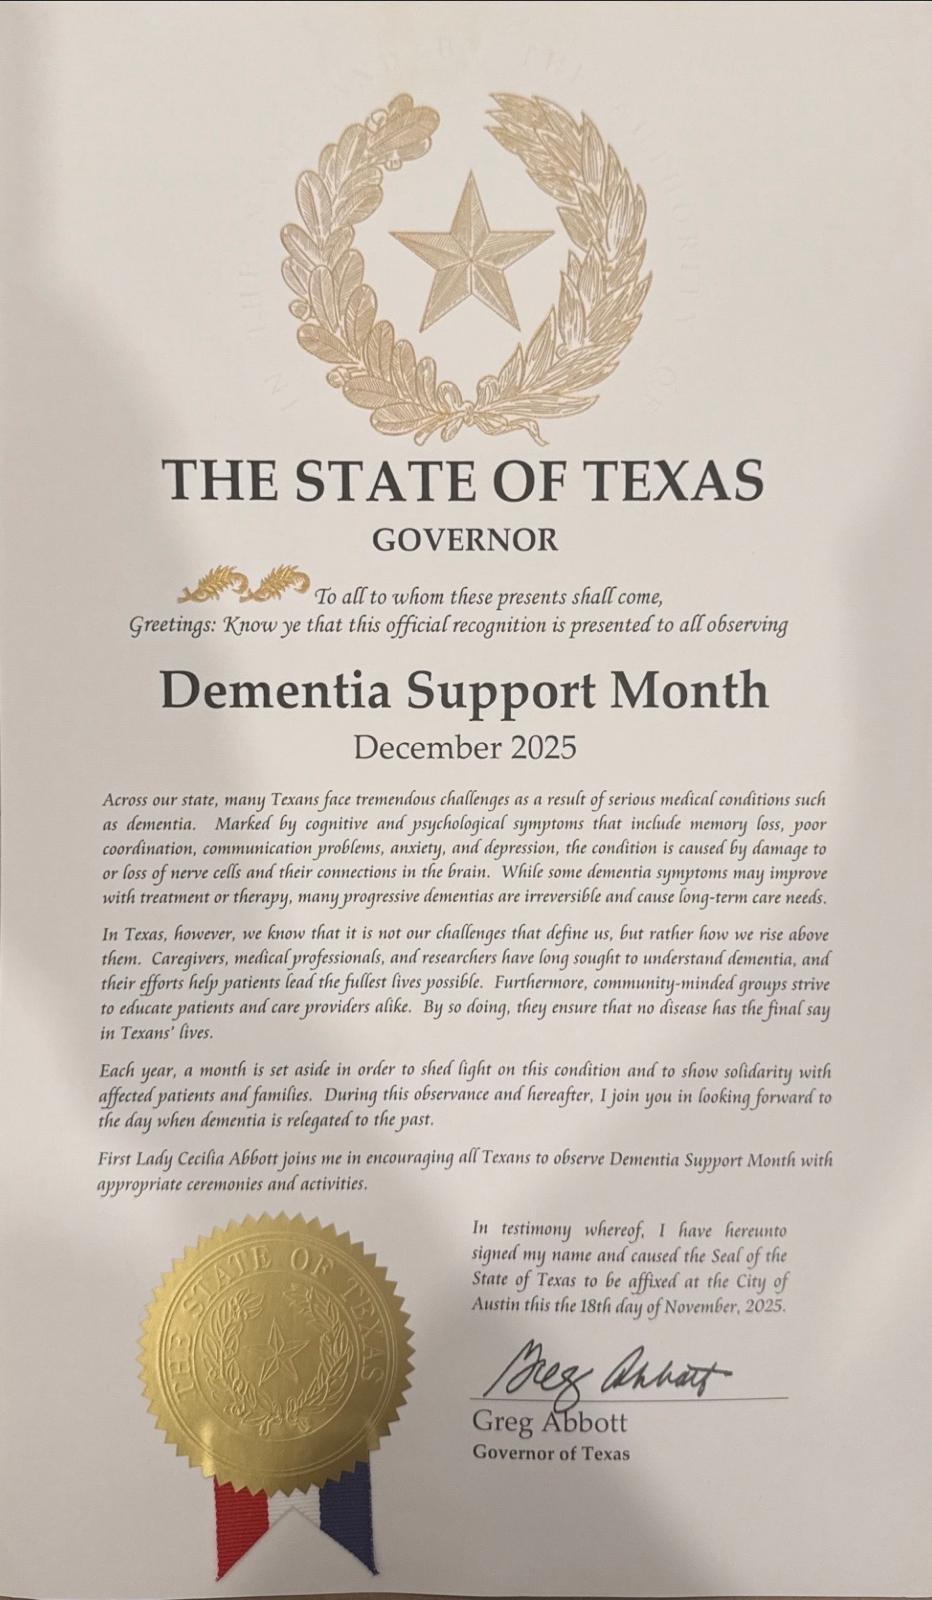 THE STATE OF TEXAS
GOVERNOR
To all to whom these presents shall come,
Greetings: Know ye that this official recognition is presented to all observing
Dementia Support Month
December 2025
Across our state, many Texans face tremendous challenges as a result of serious medical conditions such
as dementia. Marked by cognitive and psychological symptoms that include memory loss, poor
coordination, communication problems, anxiety, and depression, the condition is caused by damage to
or loss of nerve cells and their connections in the brain. While some dementia symptoms may improve
with treatment or therapy, many progressive dementias are irreversible and cause long-term care needs.
In Texas, however, we know that it is not our challenges that define us, but rather how we rise above
them. Caregivers, medical professionals, and researchers have long sought to understand dementia, and
their efforts help patients lead the fullest lives possible. Furthermore, community-minded groups strive
to educate patients and care providers alike. By so doing, they ensure that no disease has the final say
in Texans' lives.
Each year, a month is set aside in order to shed light on this condition and to show solidarity with
affected patients and families. During this observance and hereafter, I join you in looking forward to
the day when dementia is relegated to the past.
First Lady Cecilia Abbott joins me in encouraging all Texans to observe Dementia Support Month with
appropriate ceremonies and activities.
THE STATE OF TEXAS
In testimony whereof, I have hereunto
signed my name and caused the Seal of the
State of Texas to be affixed at the City of
Austin this the 18th day of November, 2025.
Greg Abbott
Greg Abbott
Governor of Texas